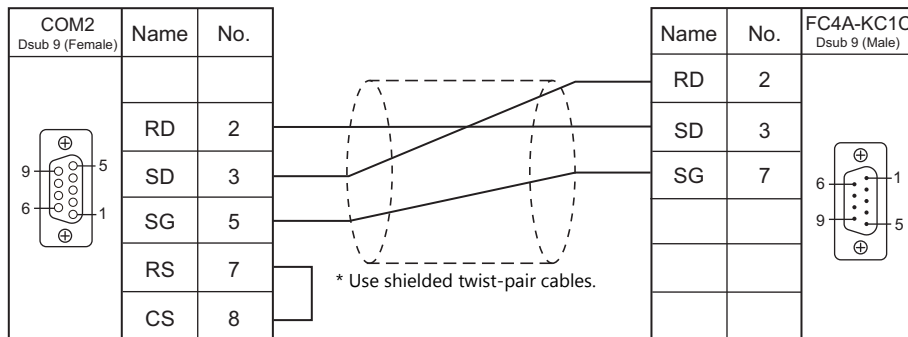 COM2
Dsub 9 (Female)
Name
No.
RD
2
SD
3
SG
5
RS
7
CS
8
9
5
6
1
* Use shielded twist-pair cables.
Name
No.
FC4A-KC1C
Dsub 9 (Male)
RD
2
SD
3
SG
7
6
1
9
5